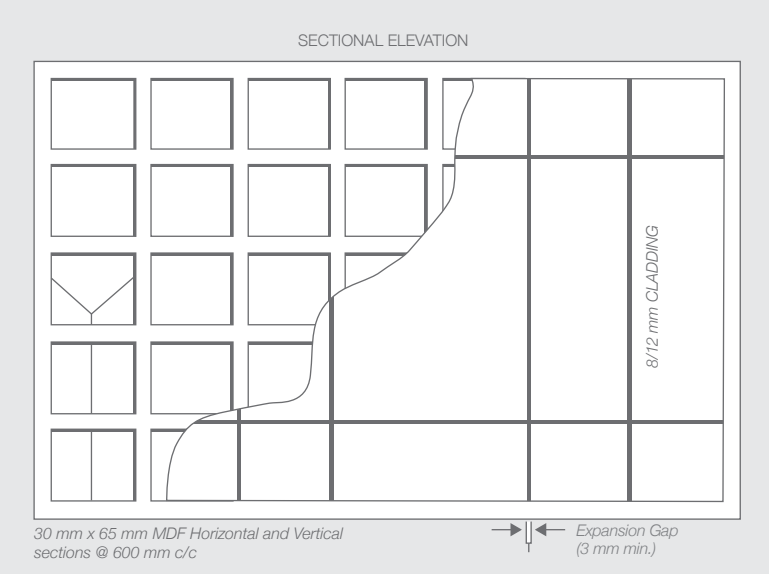 SECTIONAL ELEVATION
8/12 mm CLADDING
30 mm x 65 mm MDF Horizontal and Vertical
sections @ 600 mm c/c
Expansion Gap
(3 mm min.)